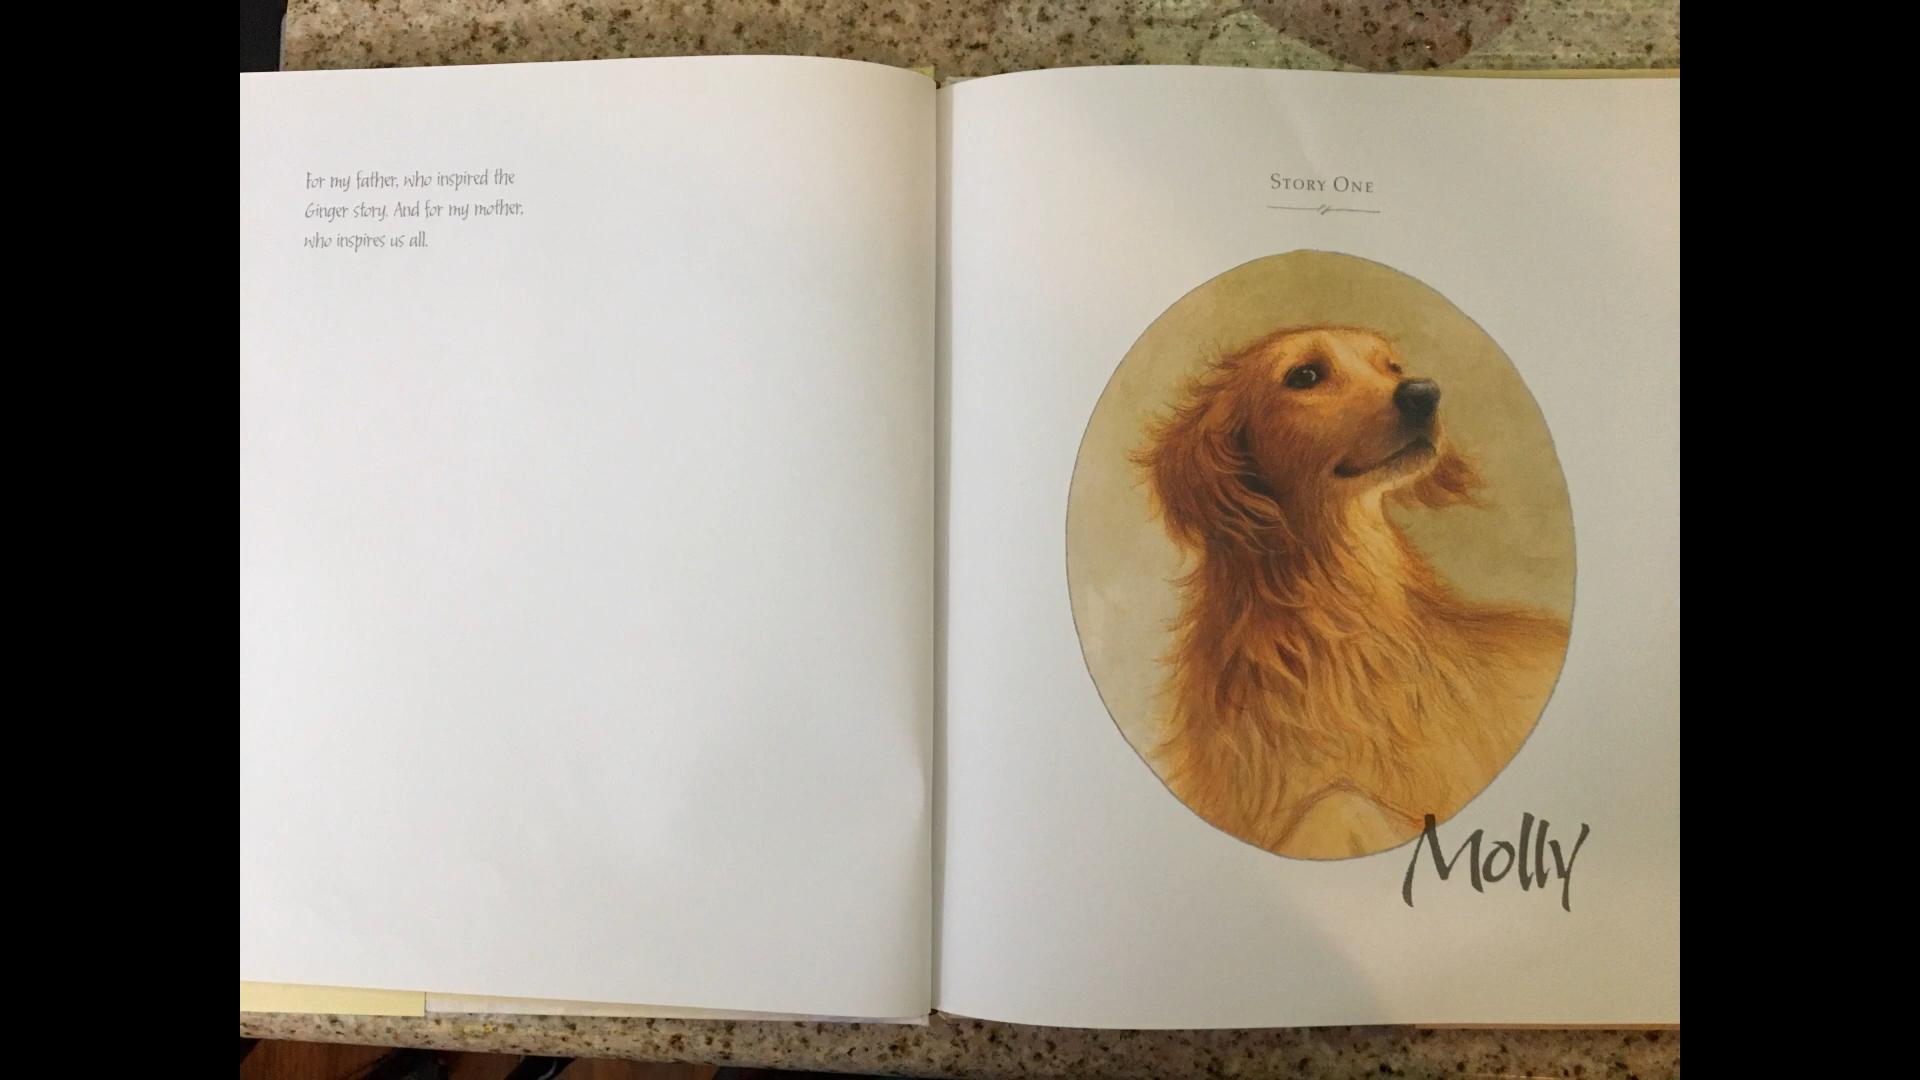 For my father, who inspired the
Ginger story. And for my mother,
who inspires us all.
Story One
Molly